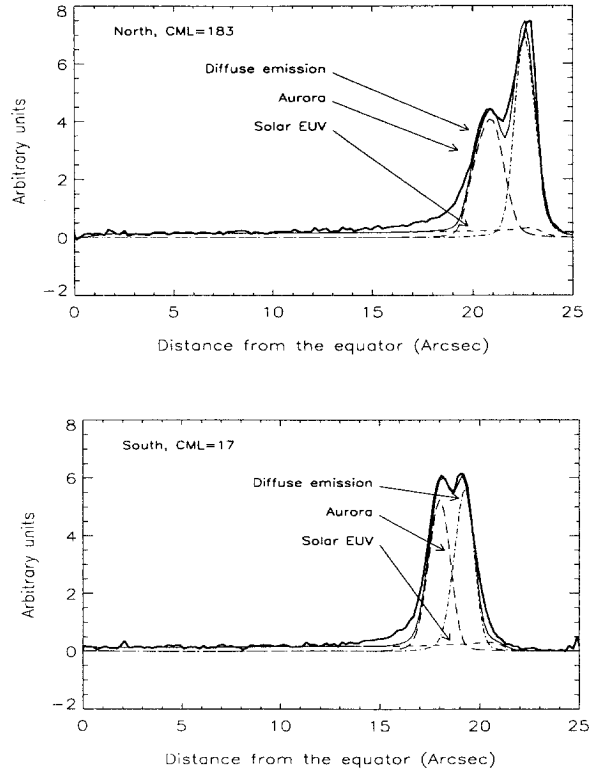 8
North, CML=183
6
Diffuse emission
Aurora
4
Solar EUV
Arbitrary units
2
0
−2
0 5 10 15 20 25
Distance from the equator (Arcsec)
8
South, CML=17
6
Diffuse emission
Aurora
4
Solar EUV
Arbitrary units
2
0
−2
0 5 10 15 20 25
Distance from the equator (Arcsec)